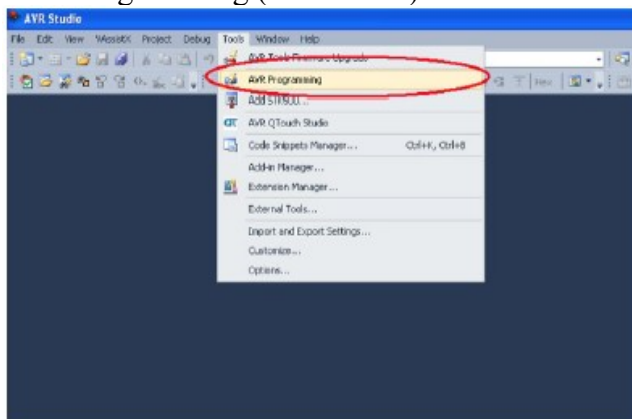 AVR Studio
File Edit View VAssistX Project Debug Tools Window Help
AVR Tools Firmware Upgrade
AVR Programming
Hex
Add STK500...
AVR QTouch Studio
Code Snippets Manager... Ctrl+K, Ctrl+B
Add-in Manager...
Extension Manager...
External Tools...
Import and Export Settings...
Customize...
Options...